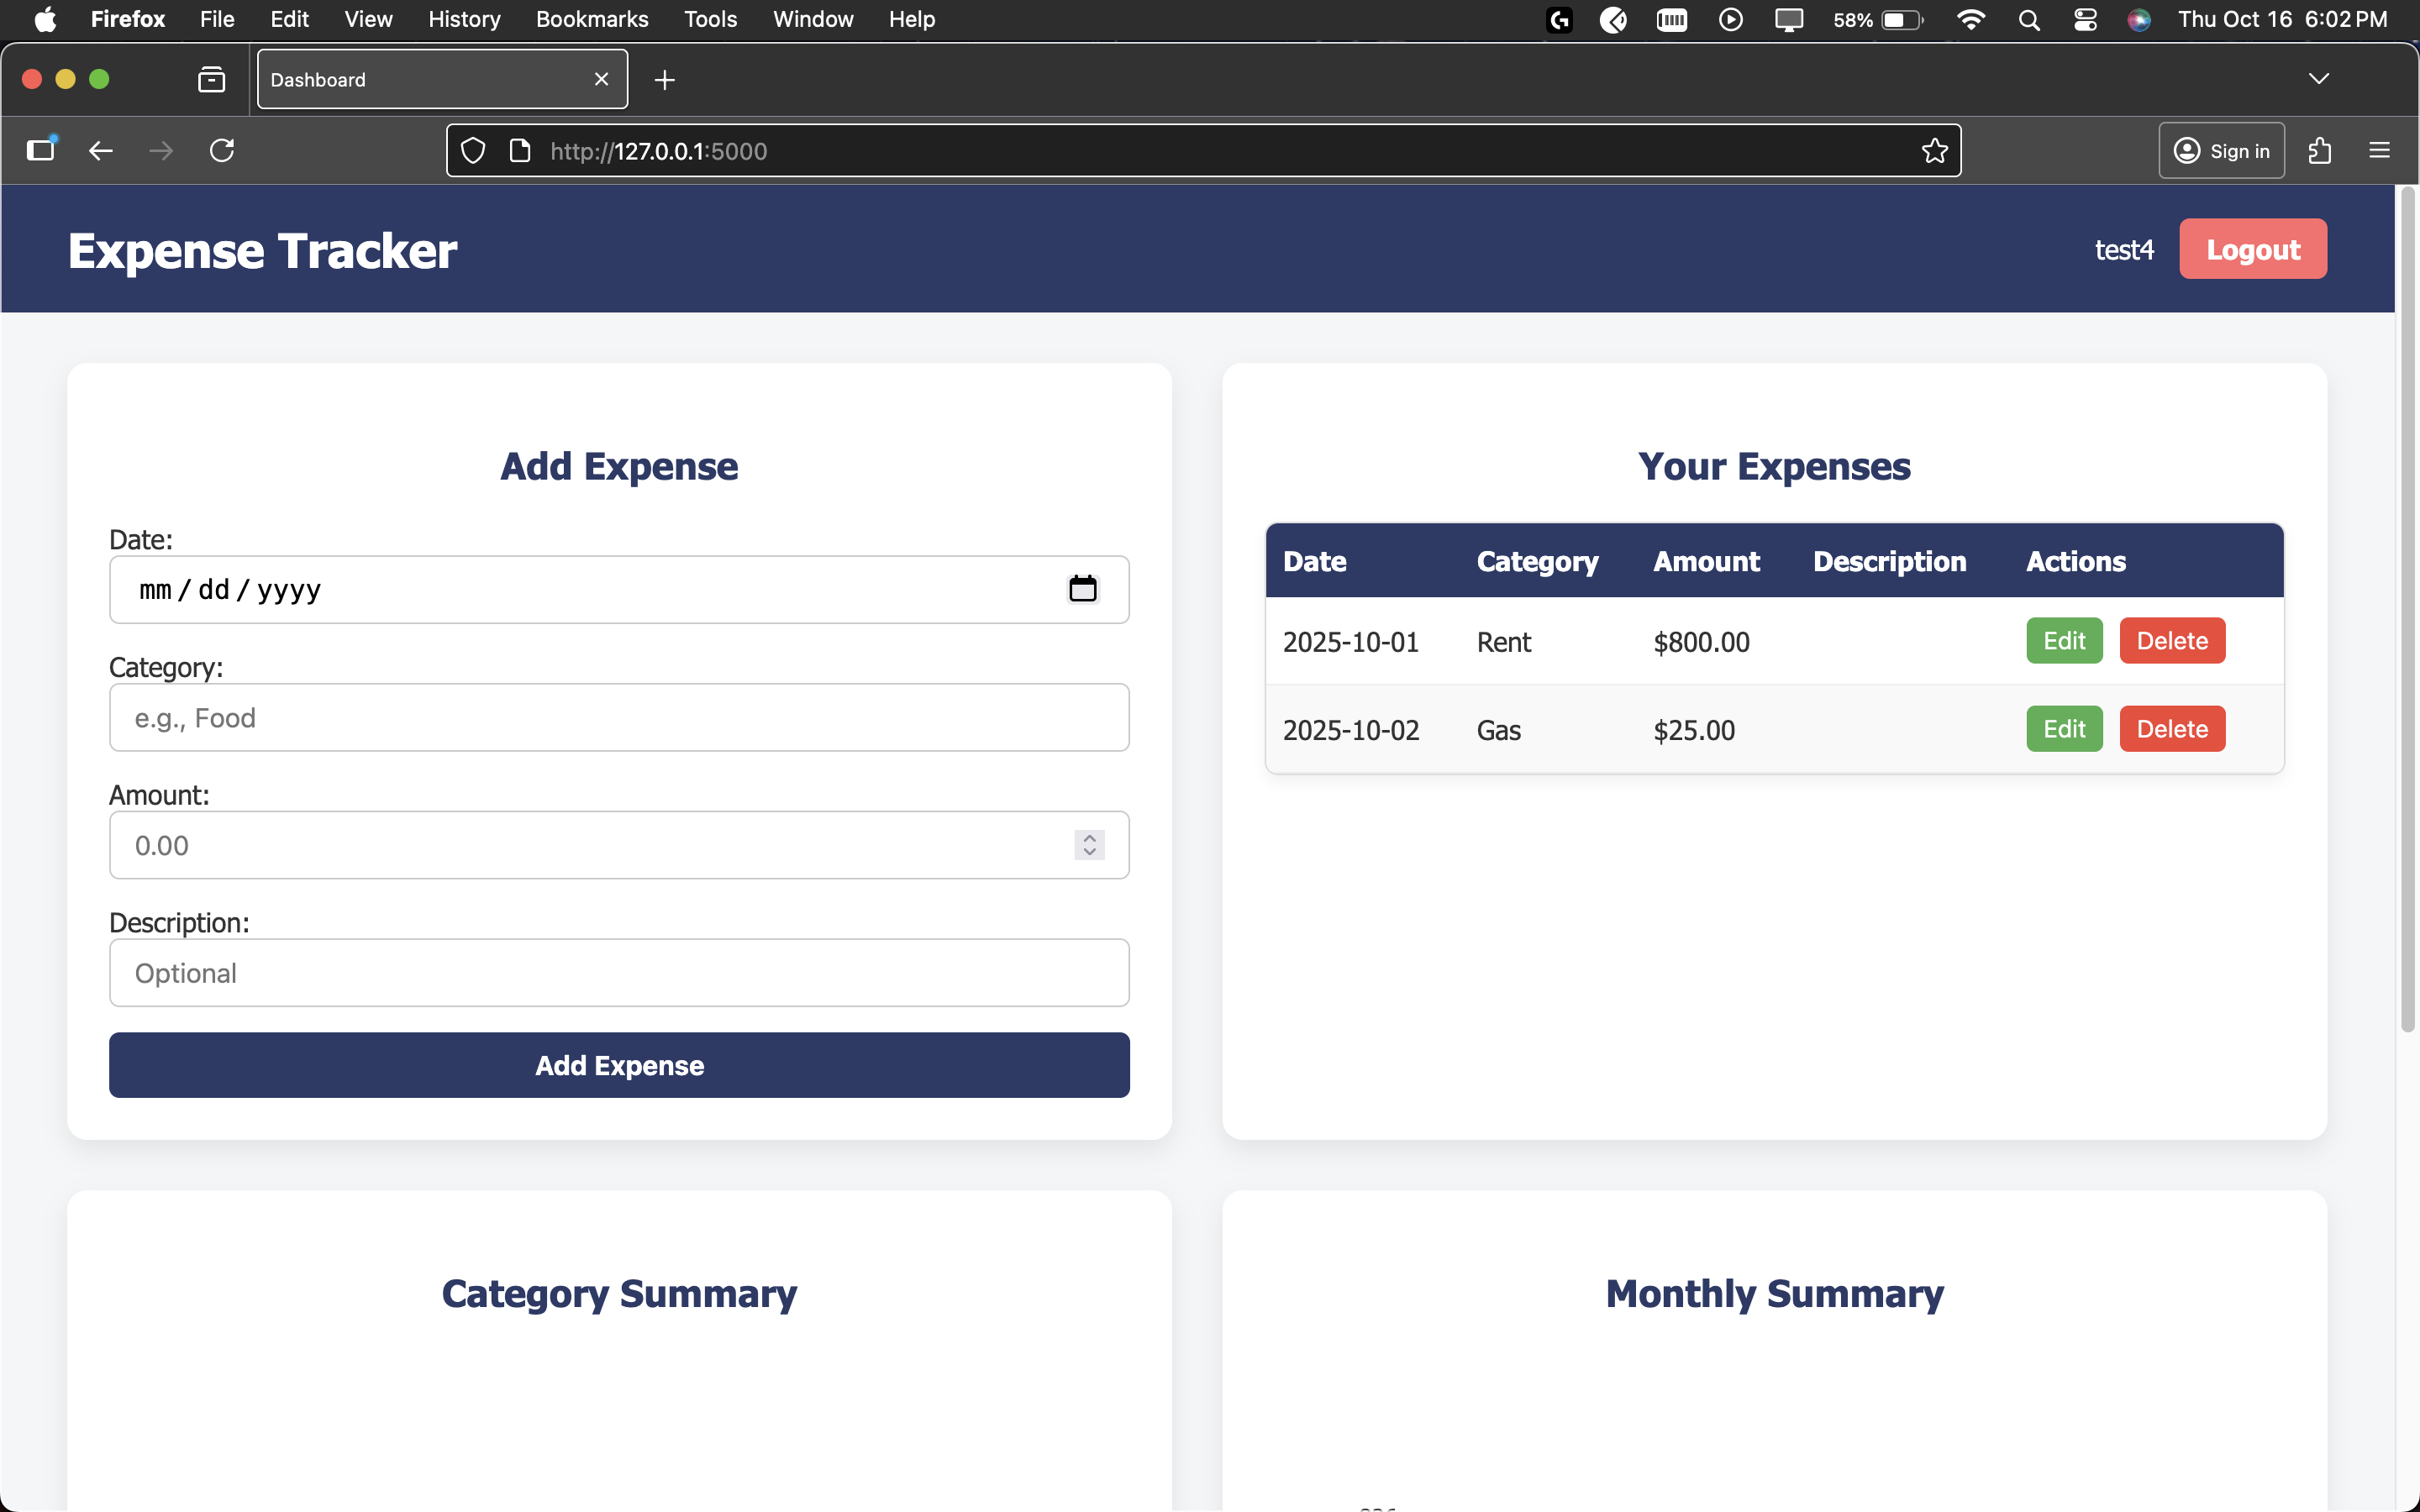 Firefox File Edit View History Bookmarks Tools Window Help 58% Thu Oct 16 6:02 PM
Dashboard
http://127.0.0.1:5000 Sign in
Expense Tracker test4 Logout
Add Expense
Date:
mm / dd / yyyy
Category:
e.g., Food
Amount:
0.00
Description:
Optional
Add Expense
Your Expenses
Date Category Amount Description Actions
2025-10-01 Rent $800.00 Edit Delete
2025-10-02 Gas $25.00 Edit Delete
Category Summary
Monthly Summary